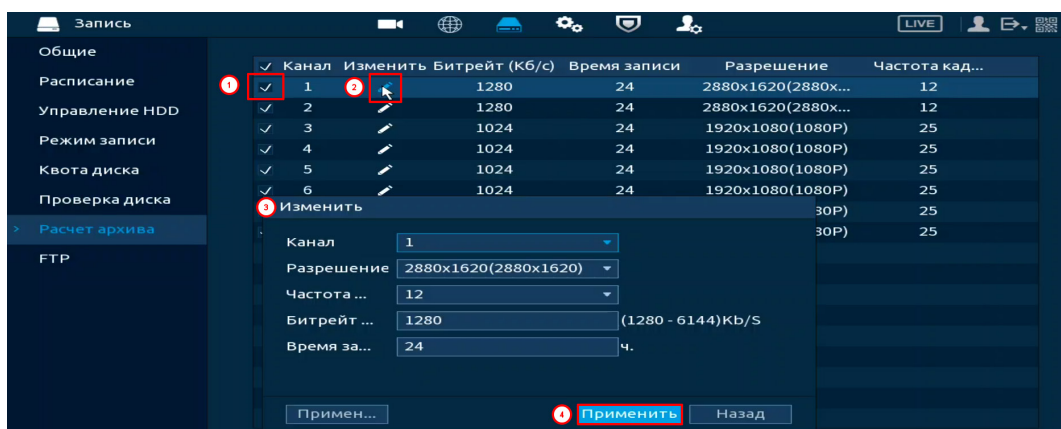 Запись
LIVE
Общие
Расписание
Управление HDD
Режим записи
Квота диска
Проверка диска
> Расчет архива
FTP
Канал Изменить Битрейт (Кб/с) Время записи Разрешение Частота кад...
1 1 2 1280 24 2880x1620(2880x... 12
2 1280 24 2880x1620(2880x... 12
3 1024 24 1920x1080(1080P) 25
4 1024 24 1920x1080(1080P) 25
5 1024 24 1920x1080(1080P) 25
6 1024 24 1920x1080(1080P) 25
30P) 25
30P) 25
3 Изменить
Канал 1
Разрешение 2880x1620(2880x1620)
Частота ... 12
Битрейт ... 1280 (1280 - 6144)Kb/S
Время за... 24 ч.
Примен... 4 Применить Назад